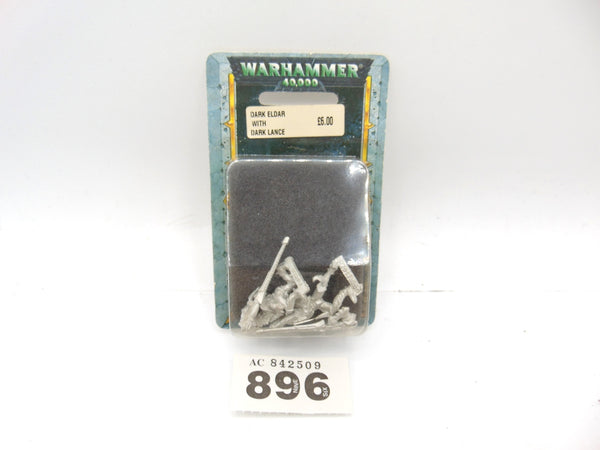 WARHAMMER
40,000
DARK ELDAR
WITH £6.00
DARK LANCE
AC 842509
896